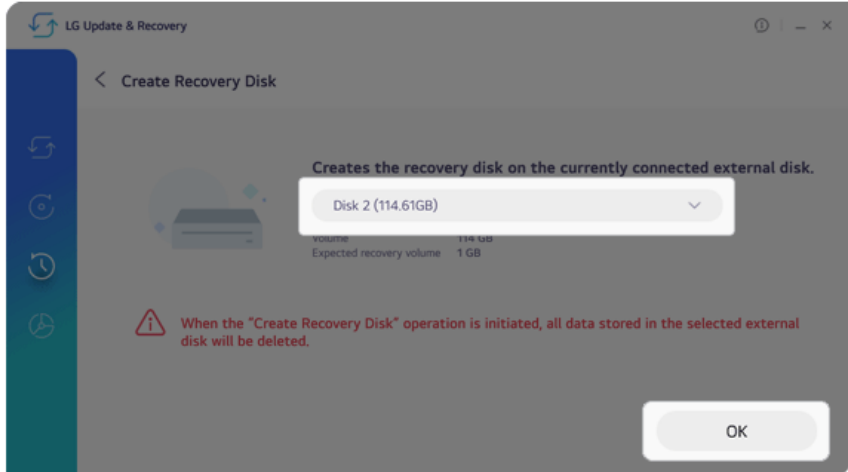 LG Update & Recovery
Create Recovery Disk
Creates the recovery disk on the currently connected external disk.
Disk 2 (114.61GB)
Volume 114 GB
Expected recovery volume 1 GB
When the "Create Recovery Disk" operation is initiated, all data stored in the selected external
disk will be deleted.
OK